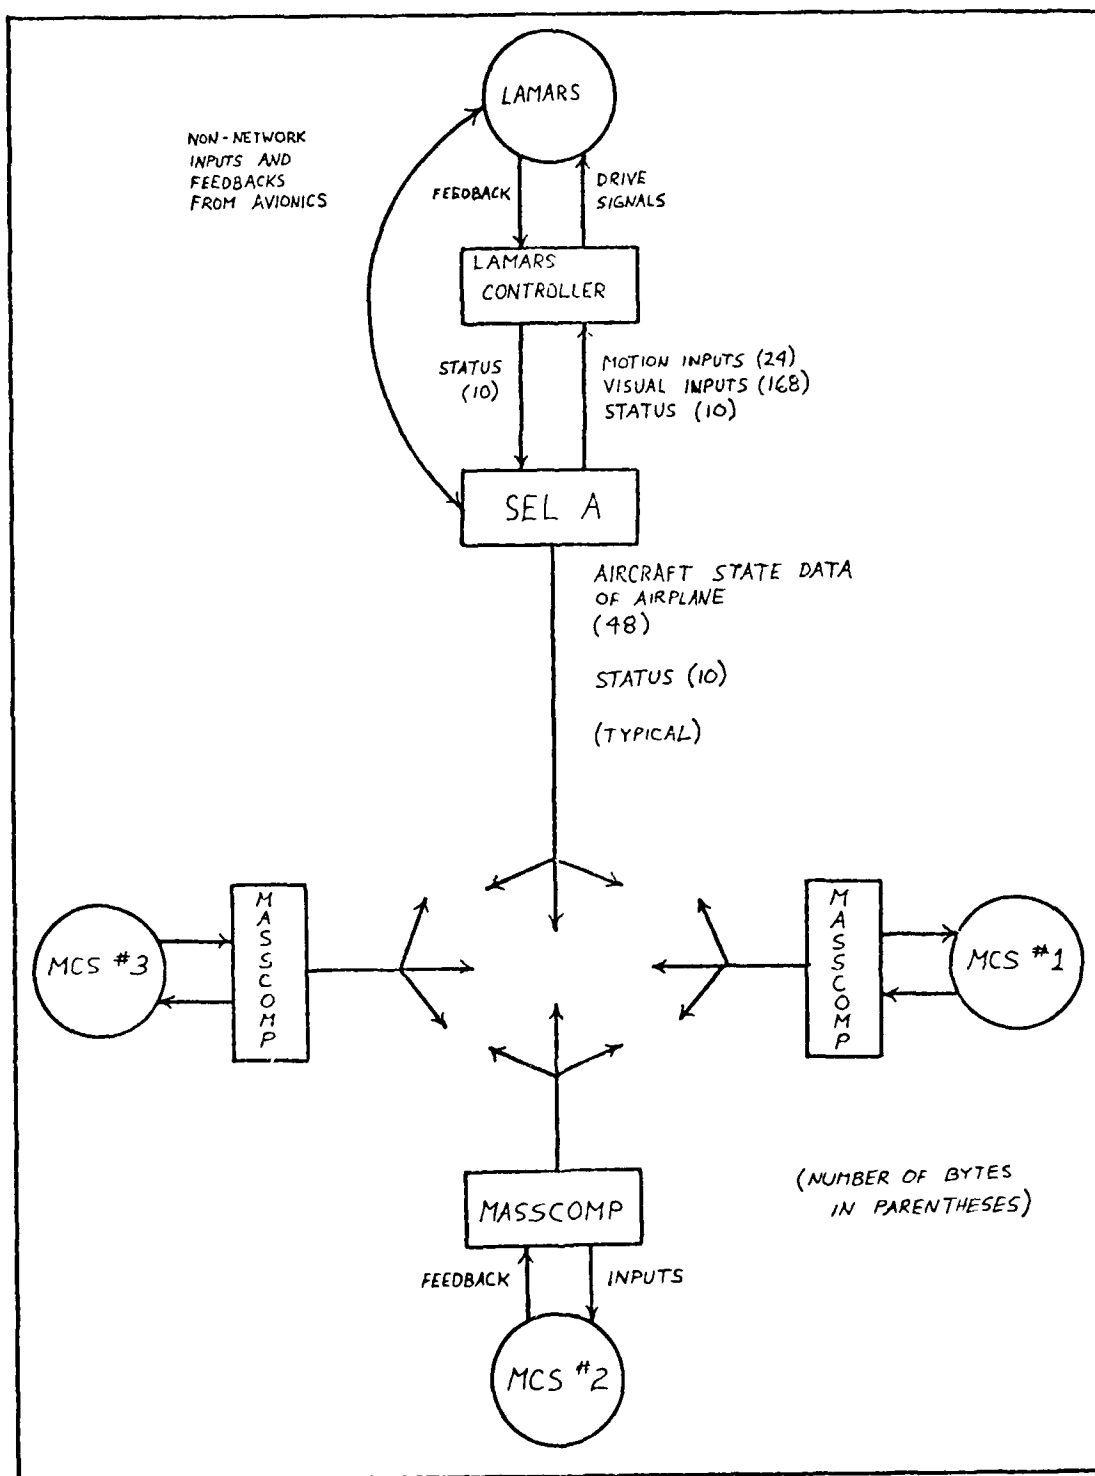 LAMARS
NON-NETWORK
INPUTS AND
FEEDBACKS
FROM AVIONICS
FEEDBACK
DRIVE
SIGNALS
LAMARS
CONTROLLER
STATUS
(10)
MOTION INPUTS (24)
VISUAL INPUTS (168)
STATUS (10)
SEL A
AIRCRAFT STATE DATA
OF AIRPLANE
(48)
STATUS (10)
(TYPICAL)
MCS #3
MASSCOMP
MASSCOMP
MCS #1
MASSCOMP
(NUMBER OF BYTES
IN PARENTHESES)
FEEDBACK
INPUTS
MCS #2